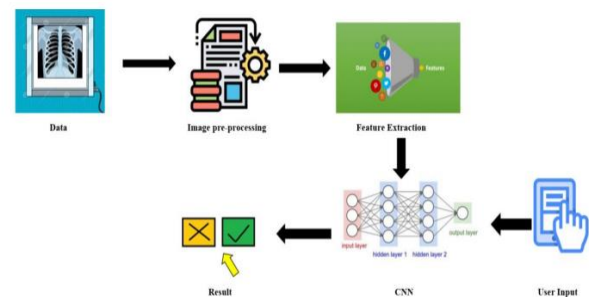 Data
Features
Data
Image pre-processing
Feature Extraction
input layer
hidden layer 1
hidden layer 2
output layer
Result
CNN
User Input